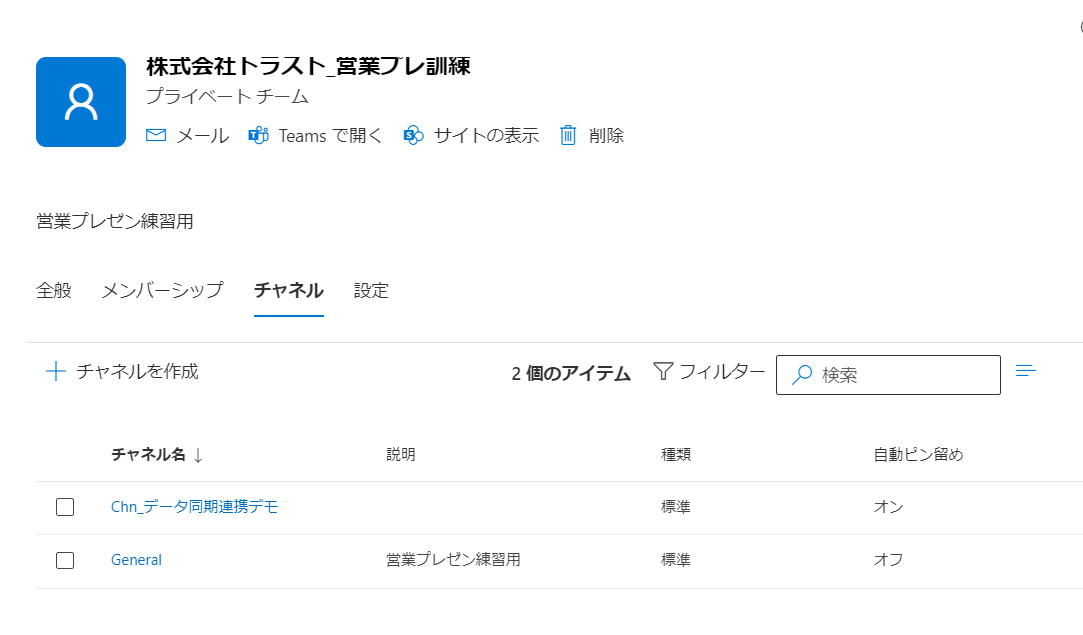 株式会社トラスト_営業プレ訓練
プライベート チーム
メール Teams で開く サイトの表示 削除
営業プレゼン練習用
全般 メンバーシップ チャネル 設定
チャネルを作成 2 個のアイテム フィルター 検索
チャネル名 ↓ 説明 種類 自動ピン留め
Chn_データ同期連携デモ 標準 オン
General 営業プレゼン練習用 標準 オフ